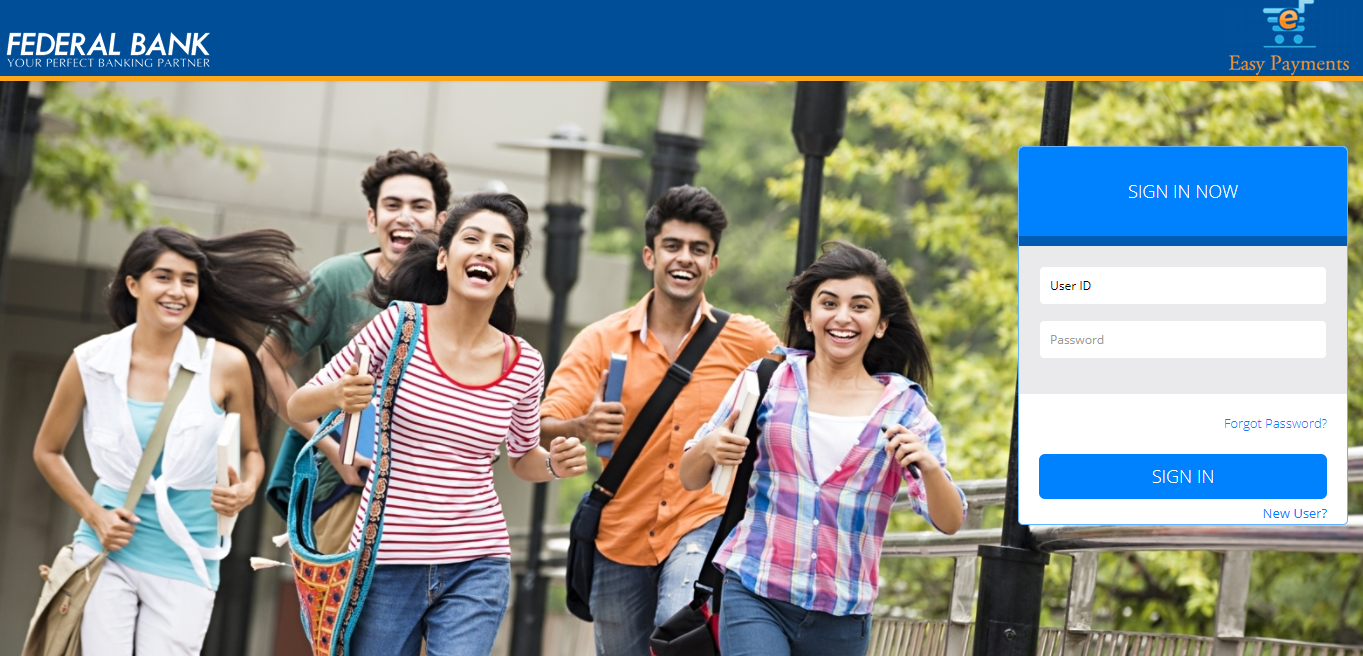 FEDERAL BANK
YOUR PERFECT BANKING PARTNER
e
Easy Payments
SIGN IN NOW
User ID
Password
Forgot Password?
SIGN IN
New User?